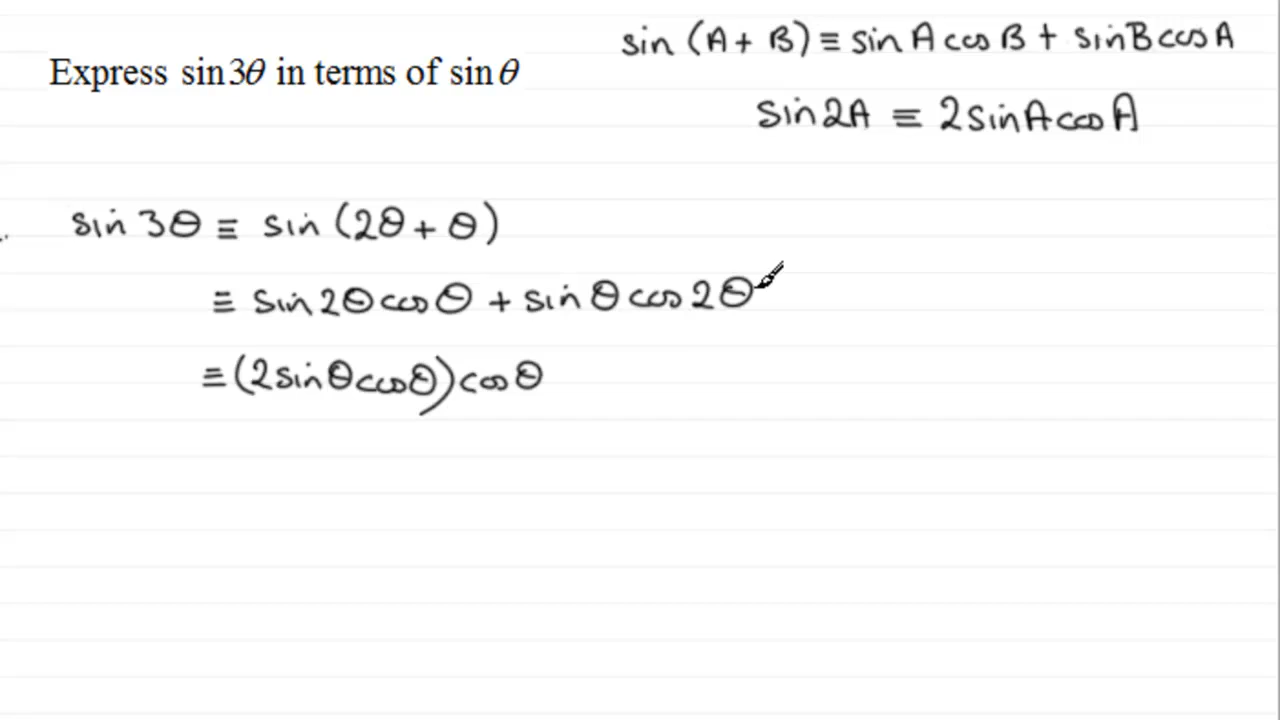 sin (A + B) ≡ sin A cos B + sin B cos A
Express sin 3θ in terms of sin θ
sin 2A ≡ 2 sin A cos A
sin 3θ ≡ sin (2θ + θ)
≡ sin 2θ cos θ + sin θ cos 2θ
≡ (2 sin θ cos θ) cos θ